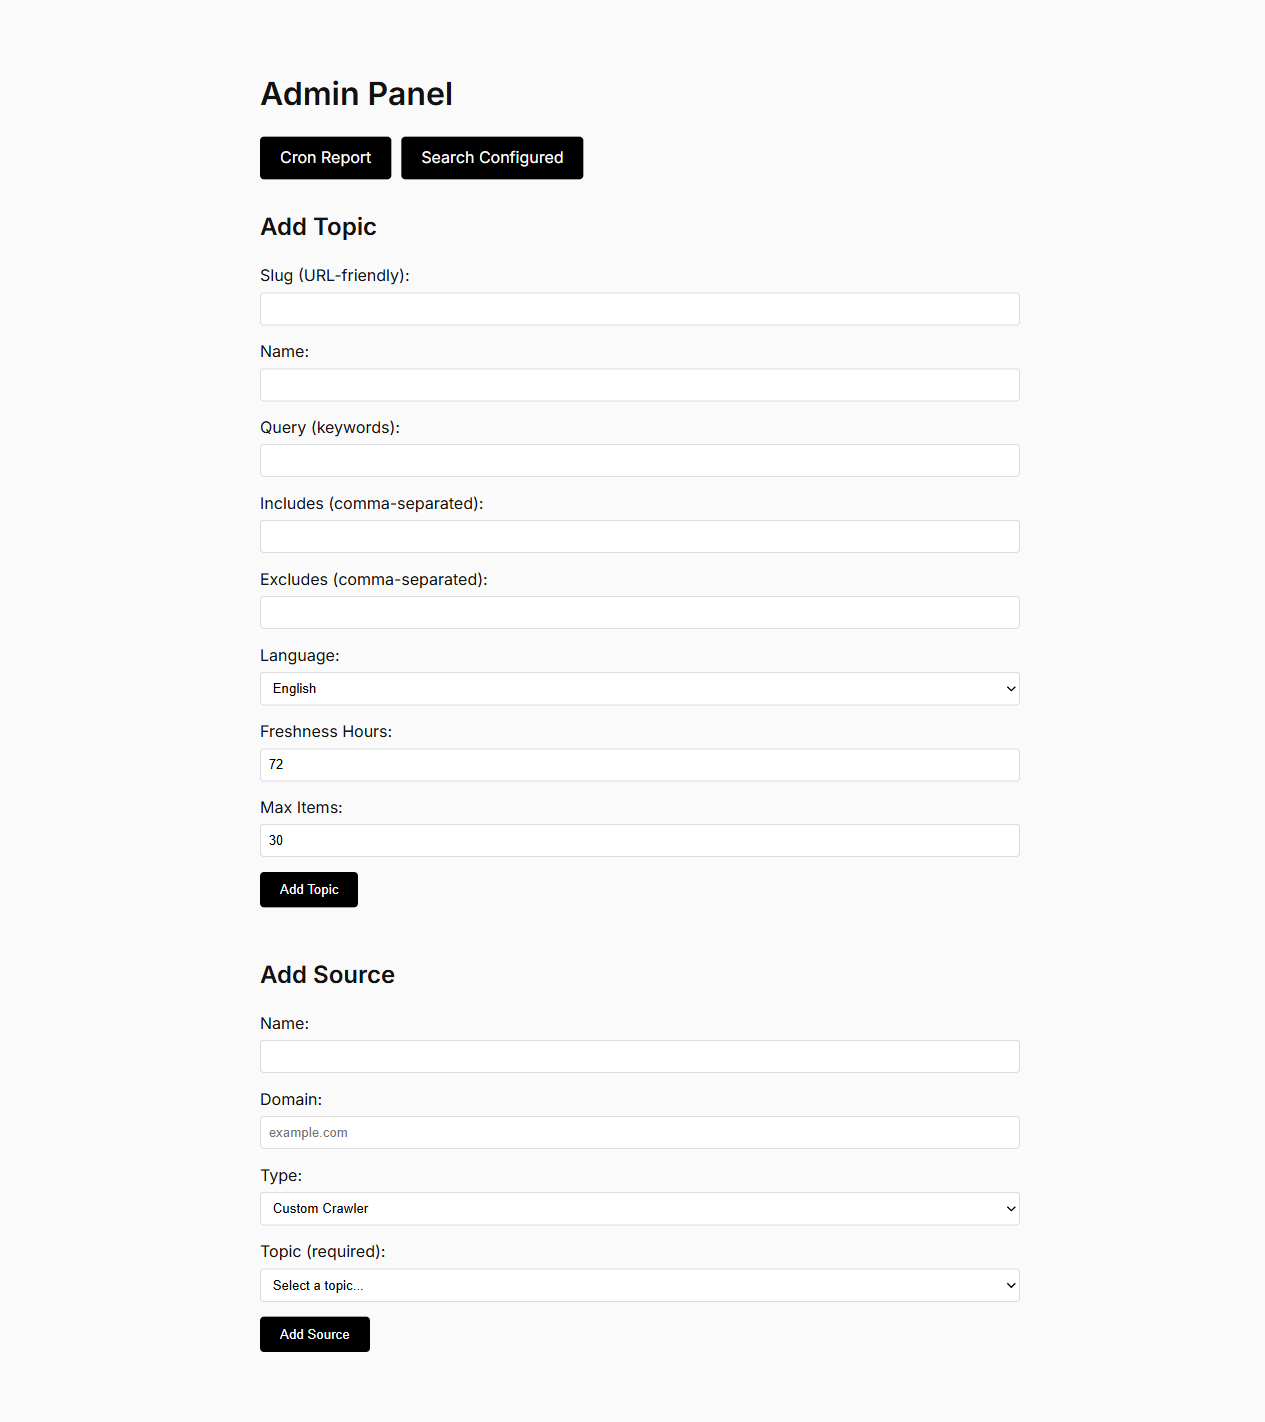 Admin Panel
Cron Report Search Configured
Add Topic
Slug (URL-friendly):
Name:
Query (keywords):
Includes (comma-separated):
Excludes (comma-separated):
Language:
English
Freshness Hours:
72
Max Items:
30
Add Topic
Add Source
Name:
Domain:
example.com
Type:
Custom Crawler
Topic (required):
Select a topic...
Add Source